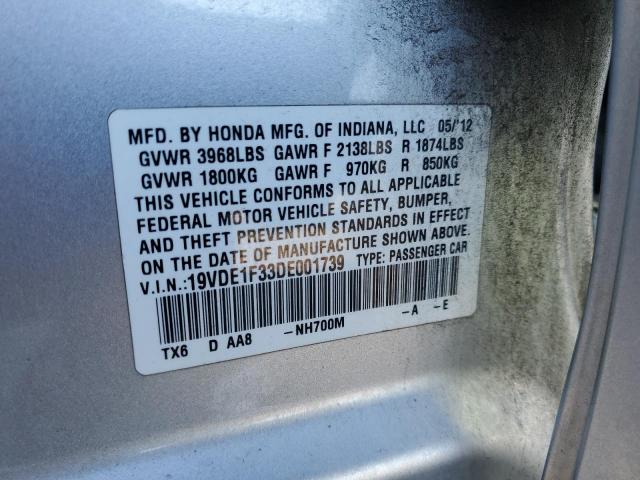 MFD. BY HONDA MFG. OF INDIANA, LLC 05/'12
GVWR 3968LBS GAWR F 2138LBS R 1874LBS
GVWR 1800KG GAWR F 970KG R 850KG
THIS VEHICLE CONFORMS TO ALL APPLICABLE
FEDERAL MOTOR VEHICLE SAFETY, BUMPER,
AND THEFT PREVENTION STANDARDS IN EFFECT
ON THE DATE OF MANUFACTURE SHOWN ABOVE.
V.I.N.:19VDE1F33DE001739 TYPE: PASSENGER CAR
TX6 D AA8 -NH700M -A -E